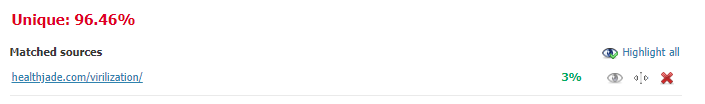 Unique: 96.46%
Matched sources Highlight all
healthjade.com/virilization/ 3%